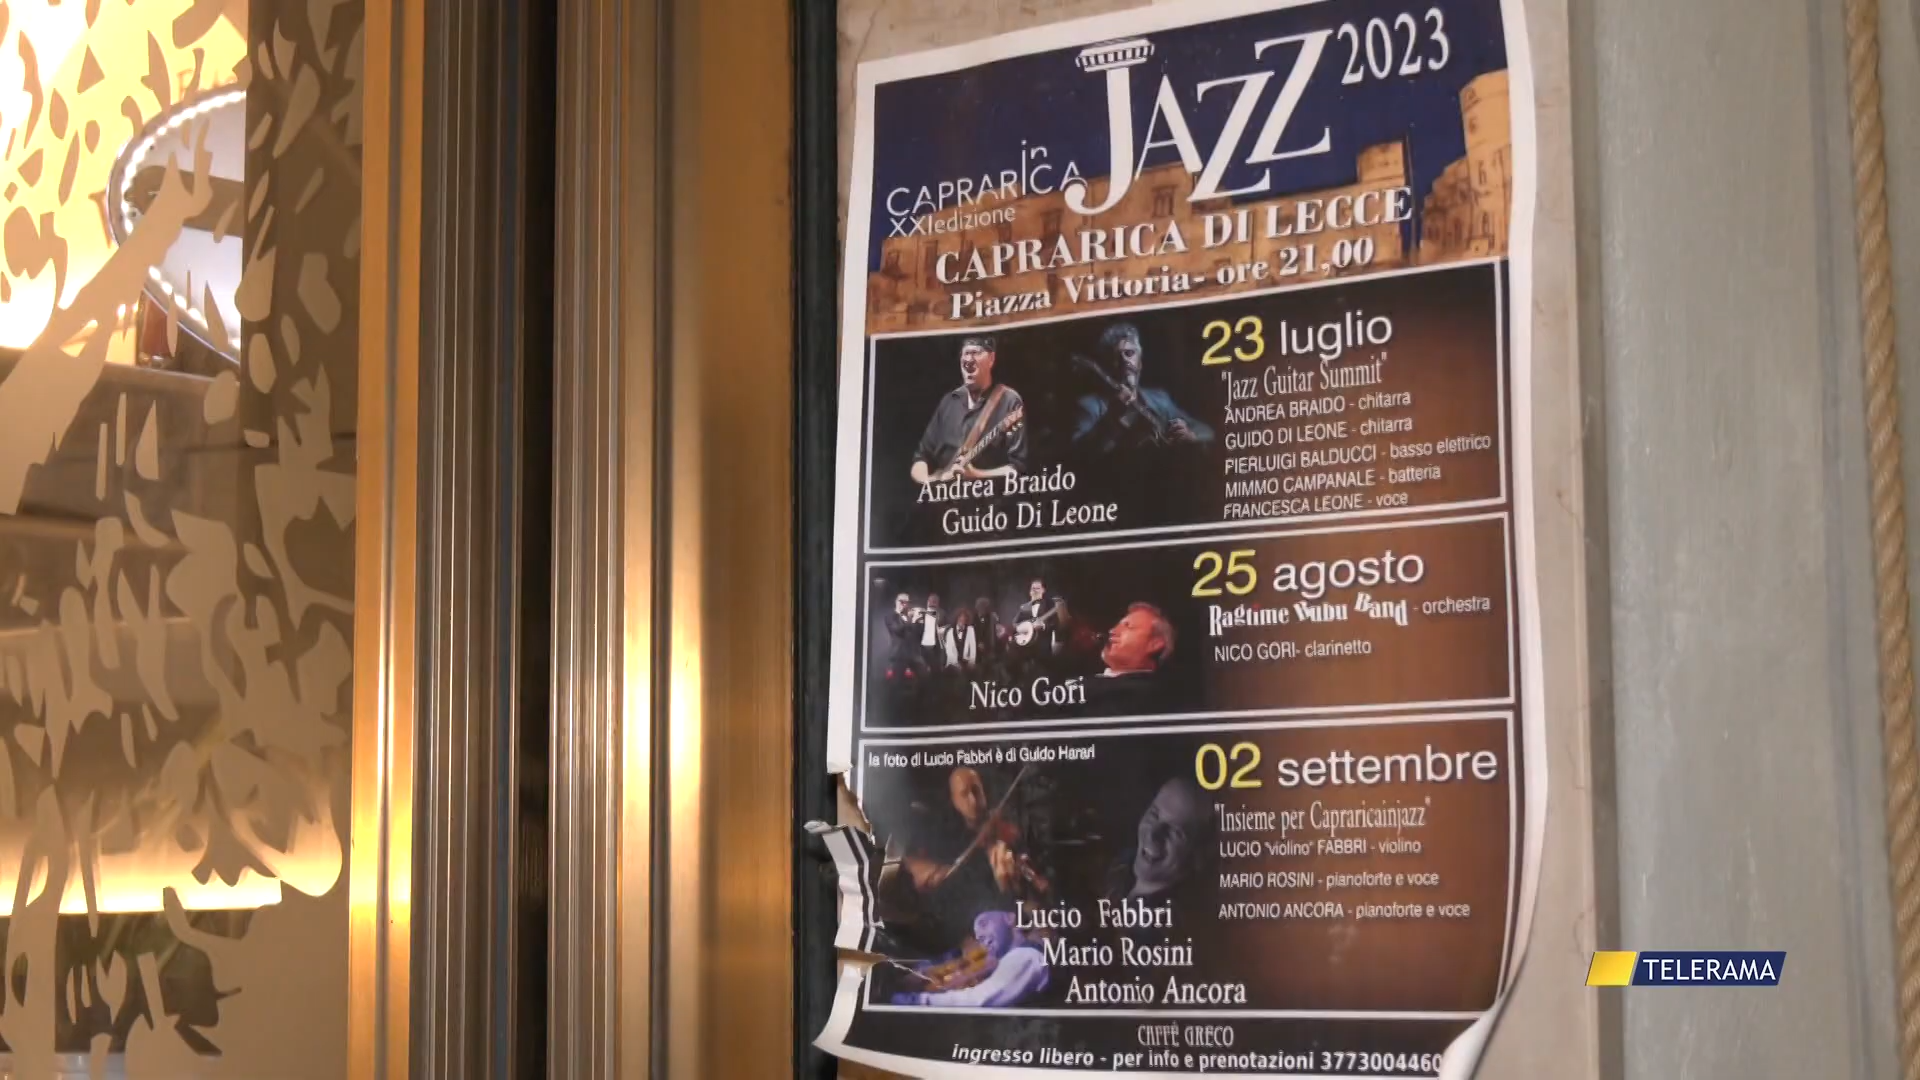 JAZZ 2023
CAPRARICA in
XXI edizione
CAPRARICA DI LECCE
Piazza Vittoria- ore 21,00
23 luglio
"Jazz Guitar Summit"
ANDREA BRAIDO - chitarra
GUIDO DI LEONE - chitarra
PIERLUIGI BALDUCCI - basso elettrico
MIMMO CAMPANALE - batteria
FRANCESCA LEONE - voce
Andrea Braido
Guido Di Leone
25 agosto
Ragtime Bubu Band - orchestra
NICO GORI- clarinetto
Nico Gori
la foto di Lucio Fabbri è di Guido Harari
02 settembre
"Insieme per Capraricainjazz"
LUCIO "violino" FABBRI - violino
MARIO ROSINI - pianoforte e voce
ANTONIO ANCORA - pianoforte e voce
Lucio Fabbri
Mario Rosini
Antonio Ancora
CAFFÈ GRECO
ingresso libero - per info e prenotazioni 3773004460
TELERAMA